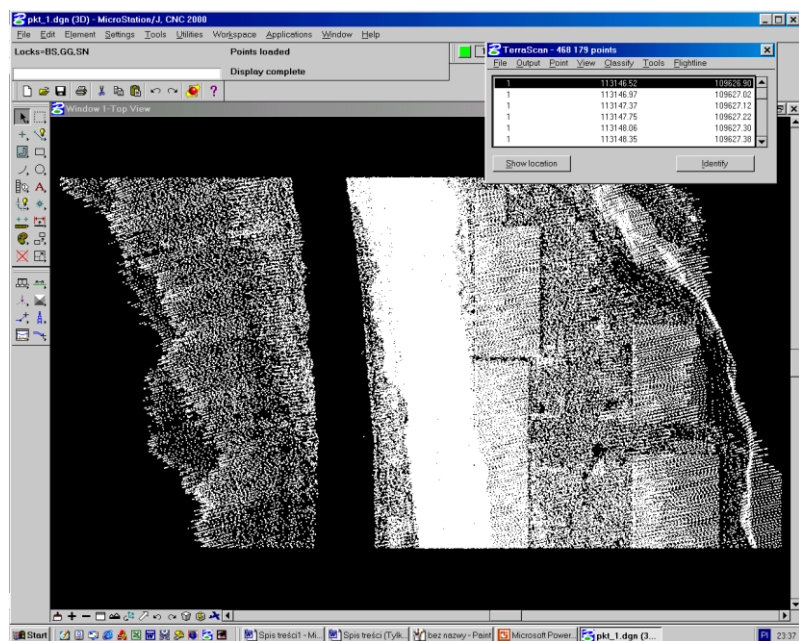 pkt_1.dgn (3D) - MicroStation/J, CNC 2000
File Edit Element Settings Tools Utilities Workspace Applications Window Help
Locks=BS,GG,SN Points loaded
Display complete
1
TerraScan - 468 179 points
File Output Point View Classify Tools Flightline
1 113146.52 109626.90
1 113146.97 109627.02
1 113147.37 109627.12
1 113147.75 109627.22
1 113148.06 109627.30
1 113148.35 109627.38
Show location Identify
Window 1-Top View
Start Spis treści1 - Mi... Spis treści (Tylk... bez nazwy - Paint Microsoft Power... pkt_1.dgn (3... Pl 23:37